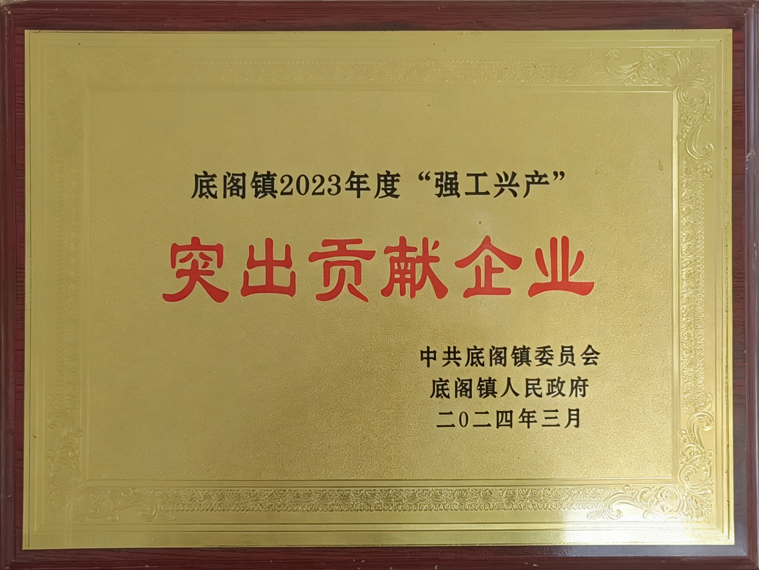 底阁镇2023年度“强工兴产”
突出贡献企业
中共底阁镇委员会
底阁镇人民政府
二0二四年三月